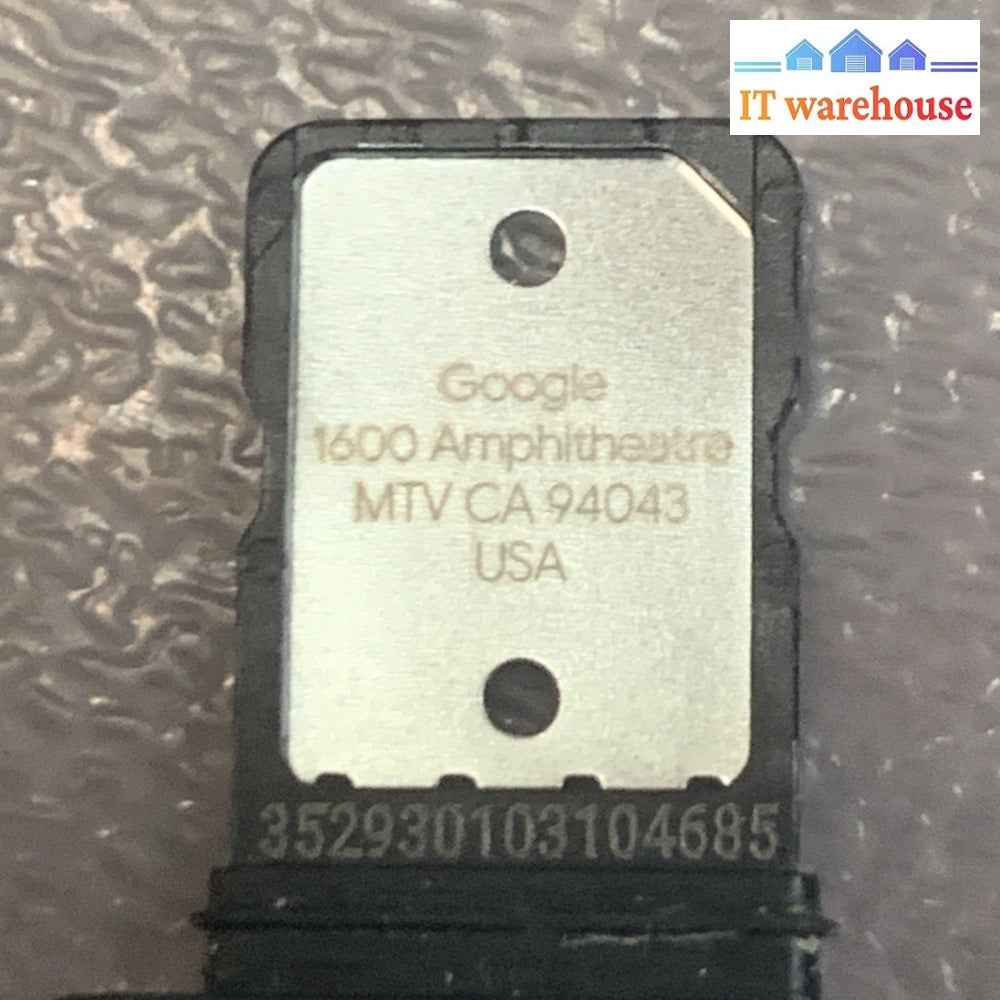 IT warehouse
Google
1600 Amphitheatre
MTV CA 94043
USA
352930103104685